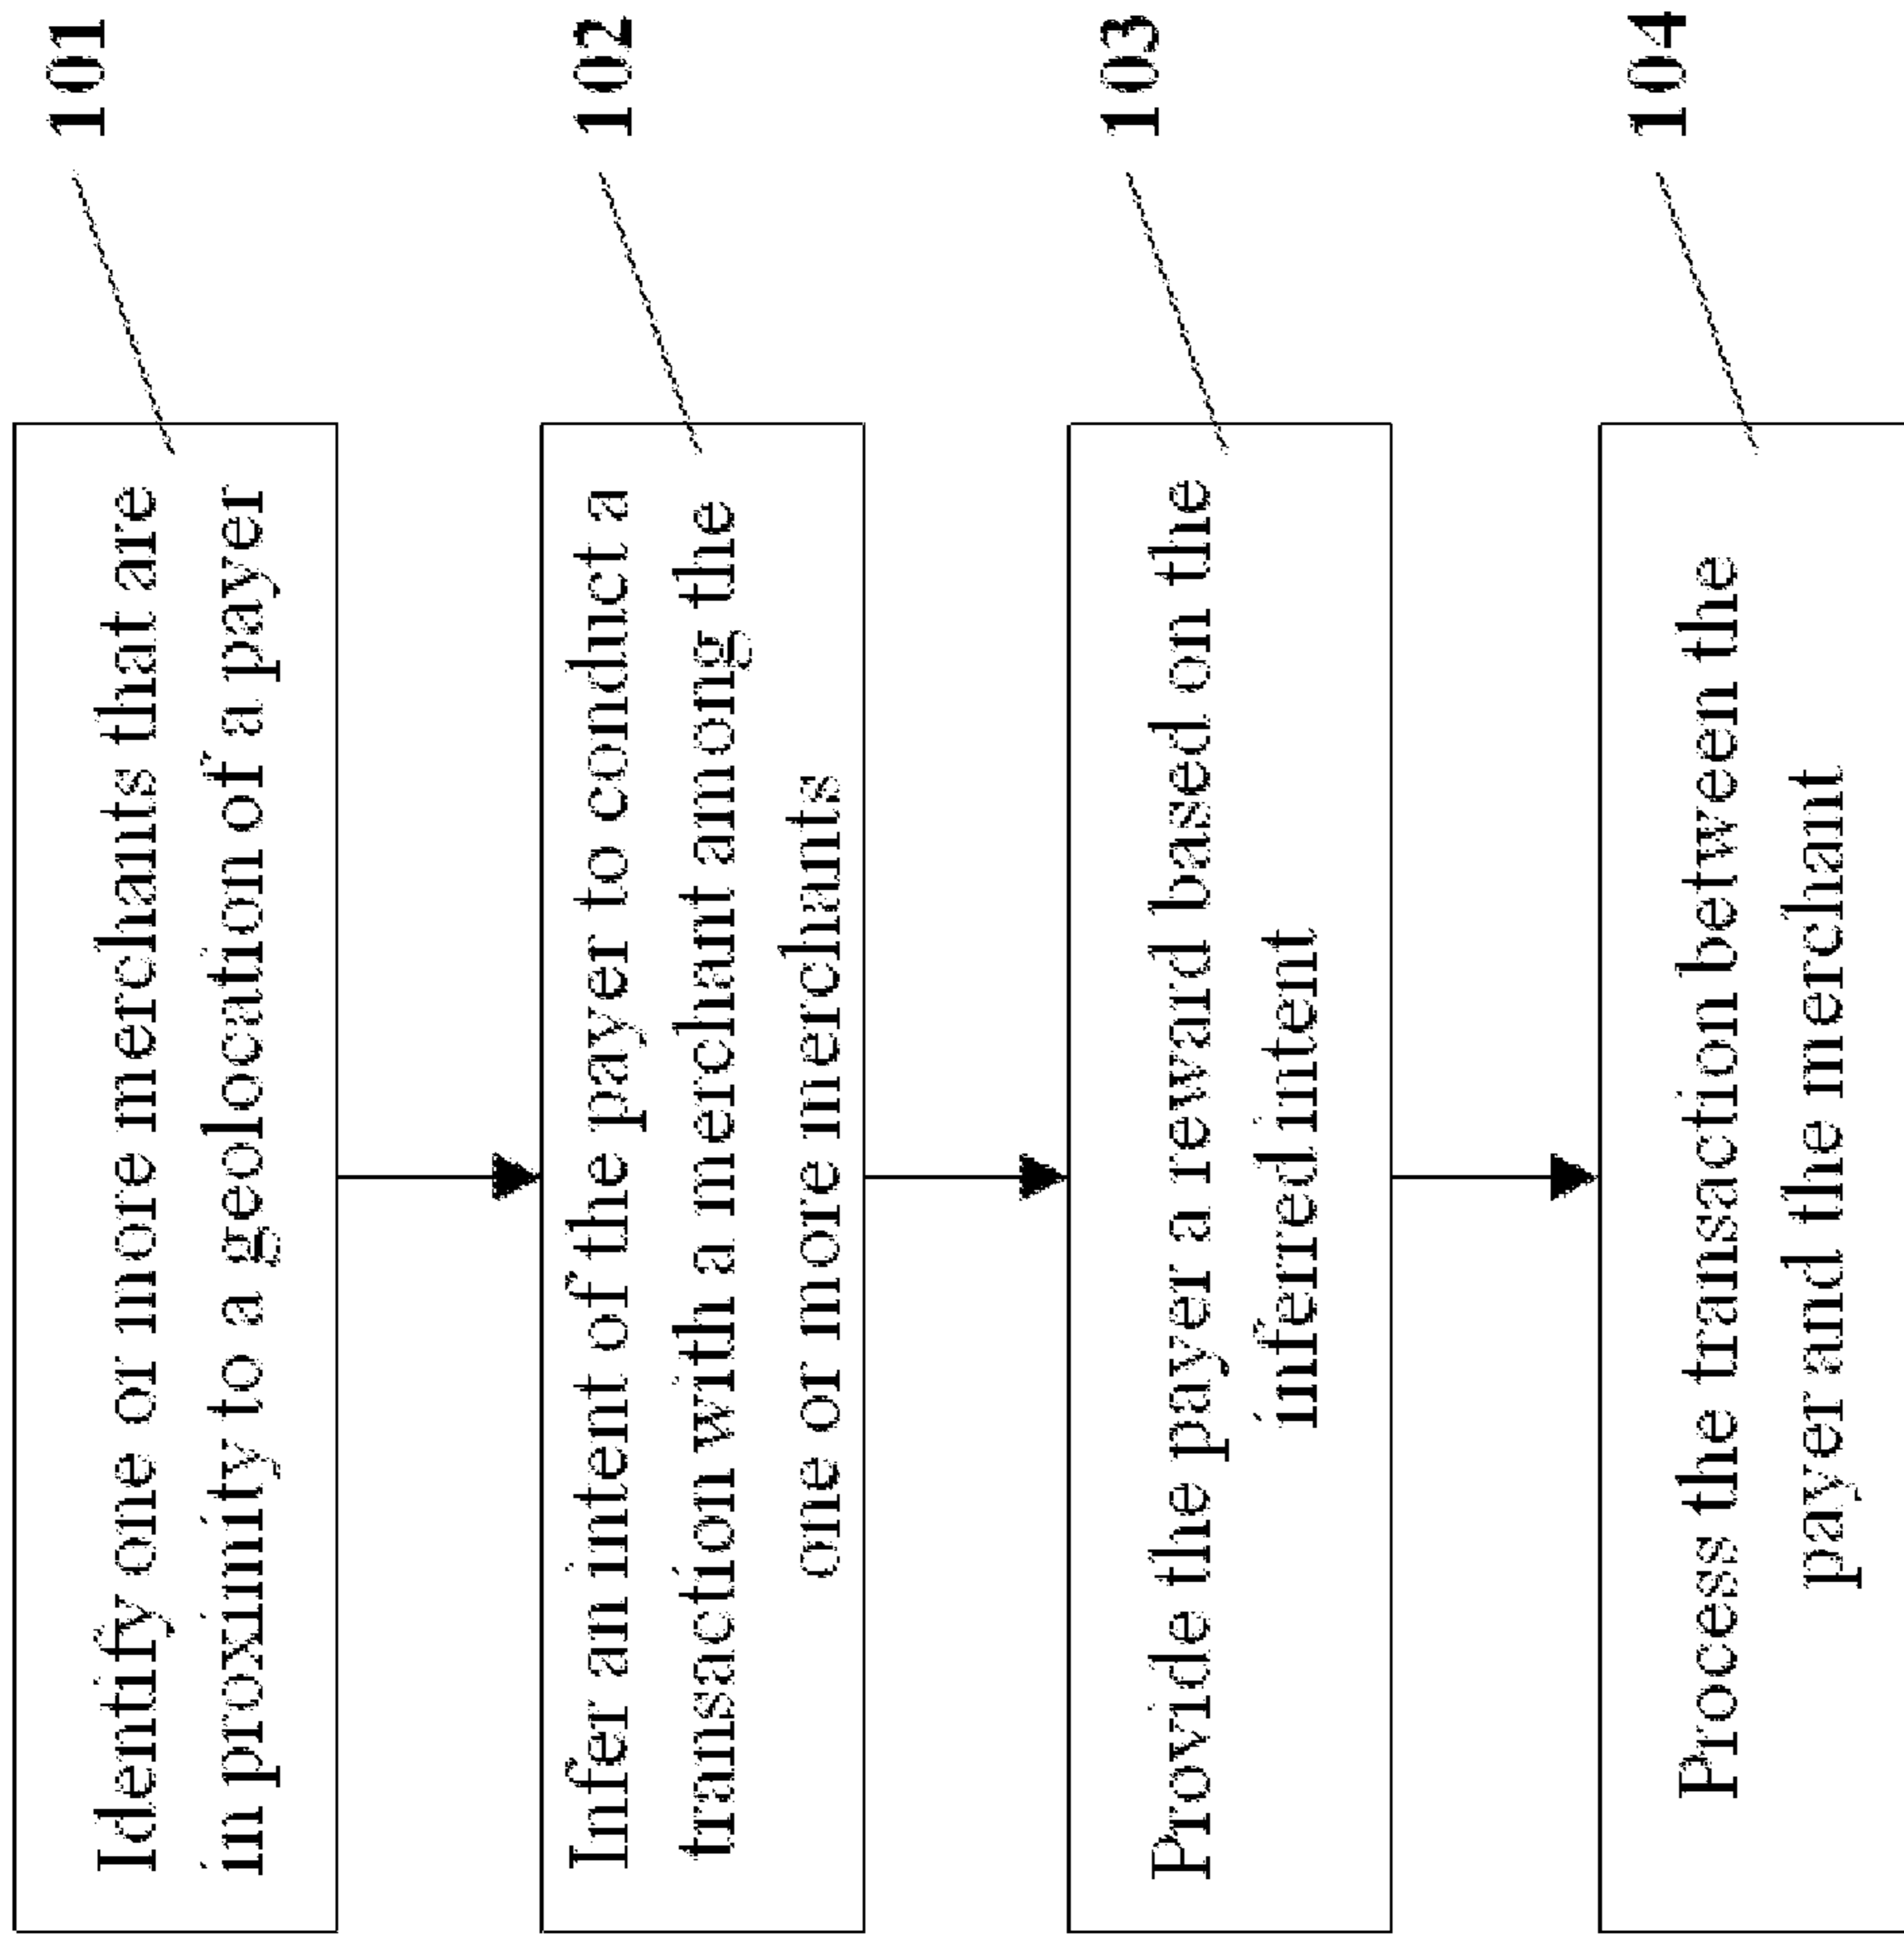 Identify one or more merchants that are
in proximity to a geolocation of a payer
101
Infer an intent of the payer to conduct a
transaction with a merchant among the
one or more merchants
102
Provide the payer a reward based on the
inferred intent
103
Process the transaction between the
payer and the merchant
104